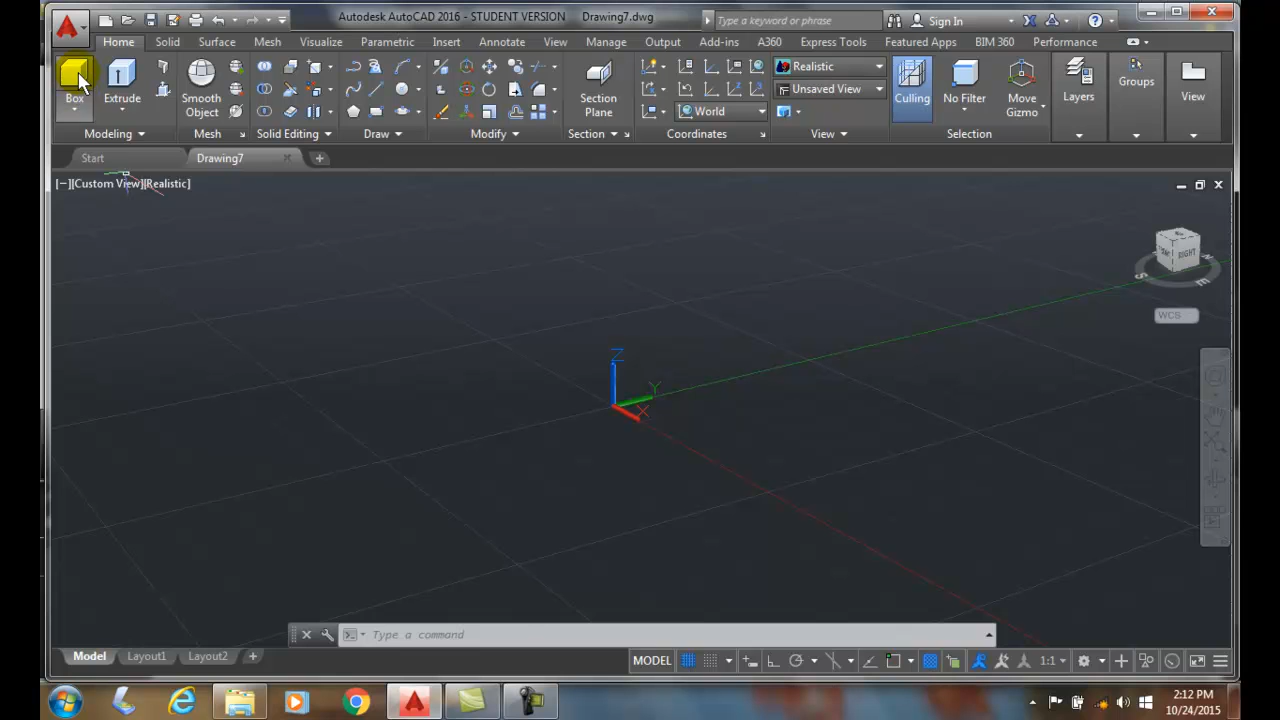 Autodesk AutoCAD 2016 - STUDENT VERSION Drawing7.dwg
Type a keyword or phrase
Sign In
Home Solid Surface Mesh Visualize Parametric Insert Annotate View Manage Output Add-ins A360 Express Tools Featured Apps BIM 360 Performance
Box
Extrude
Smooth Object
Section Plane
Realistic
Unsaved View
World
Culling
No Filter
Move Gizmo
Layers
Groups
View
Modeling Mesh Solid Editing Draw Modify Section Coordinates View Selection
Start Drawing7
[−][Custom View][Realistic]
RIGHT
S
E
WCS
Z
Y
X
Type a command
Model Layout1 Layout2
MODEL
1:1
2:12 PM
10/24/2015